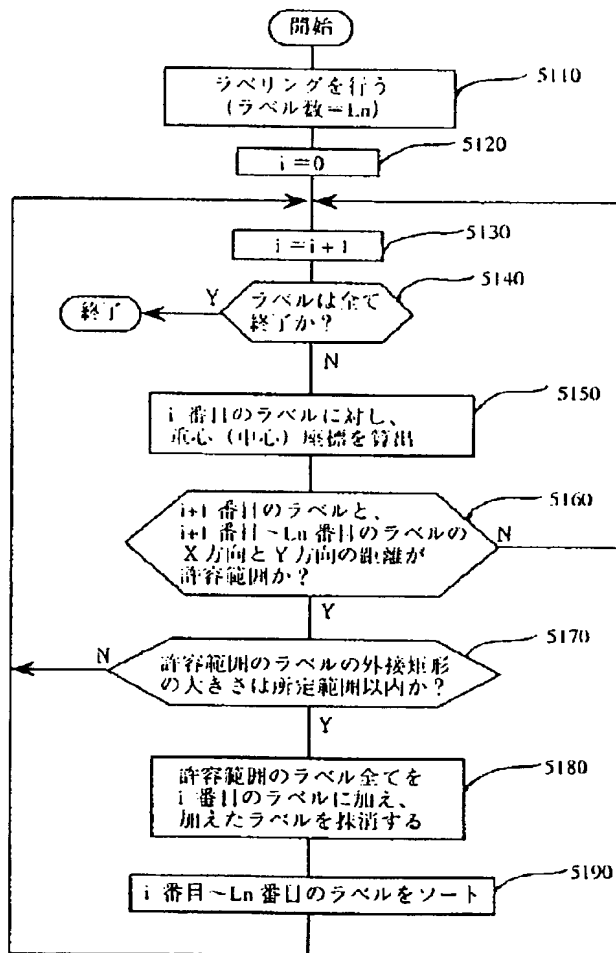 開始
ラベリングを行う
(ラベル数=Ln)
5110
i=0
5120
i=i+1
5130
ラベルは全て
終了か?
5140
Y
終了
N
i 番目のラベルに対し、
重心(中心)座標を算出
5150
i+1 番目のラベルと、
i+1 番目~Ln 番目のラベルの
X 方向と Y 方向の距離が
許容範囲か?
5160
N
Y
許容範囲のラベルの外接矩形
の大きさは所定範囲以内か?
5170
N
Y
許容範囲のラベル全てを
i 番目のラベルに加え、
加えたラベルを抹消する
5180
i 番目~Ln 番目のラベルをソート
5190